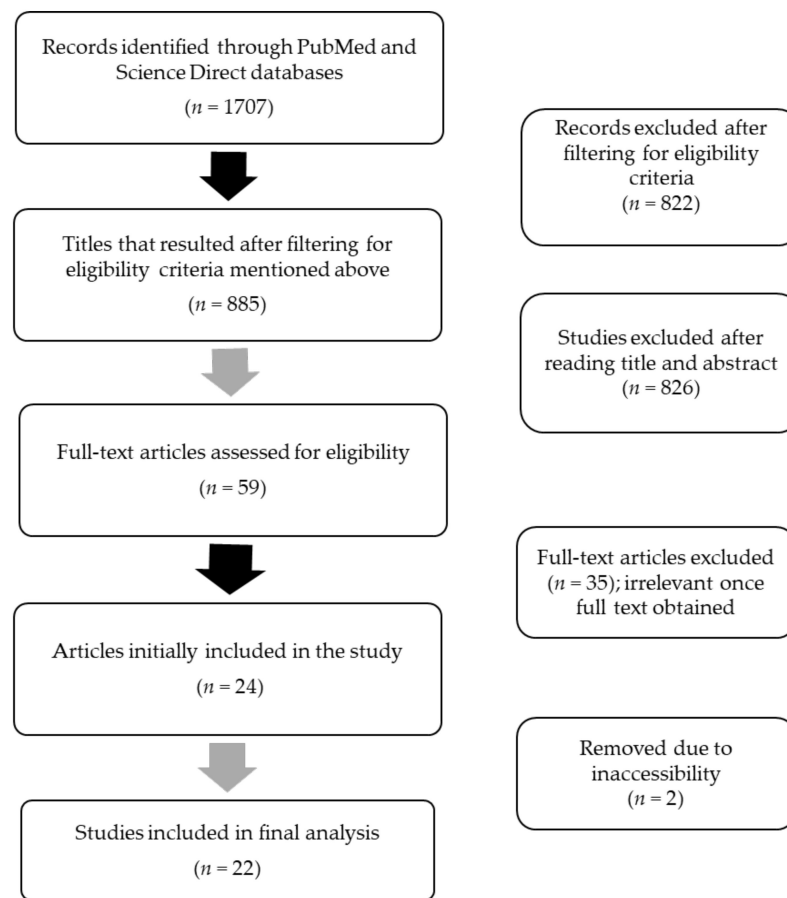 Records identified through PubMed and
Science Direct databases
(n = 1707)
Records excluded after
filtering for eligibility
criteria
(n = 822)
Titles that resulted after filtering for
eligibility criteria mentioned above
(n = 885)
Studies excluded after
reading title and abstract
(n = 826)
Full-text articles assessed for eligibility
(n = 59)
Full-text articles excluded
(n = 35); irrelevant once
full text obtained
Articles initially included in the study
(n = 24)
Removed due to
inaccessibility
(n = 2)
Studies included in final analysis
(n = 22)